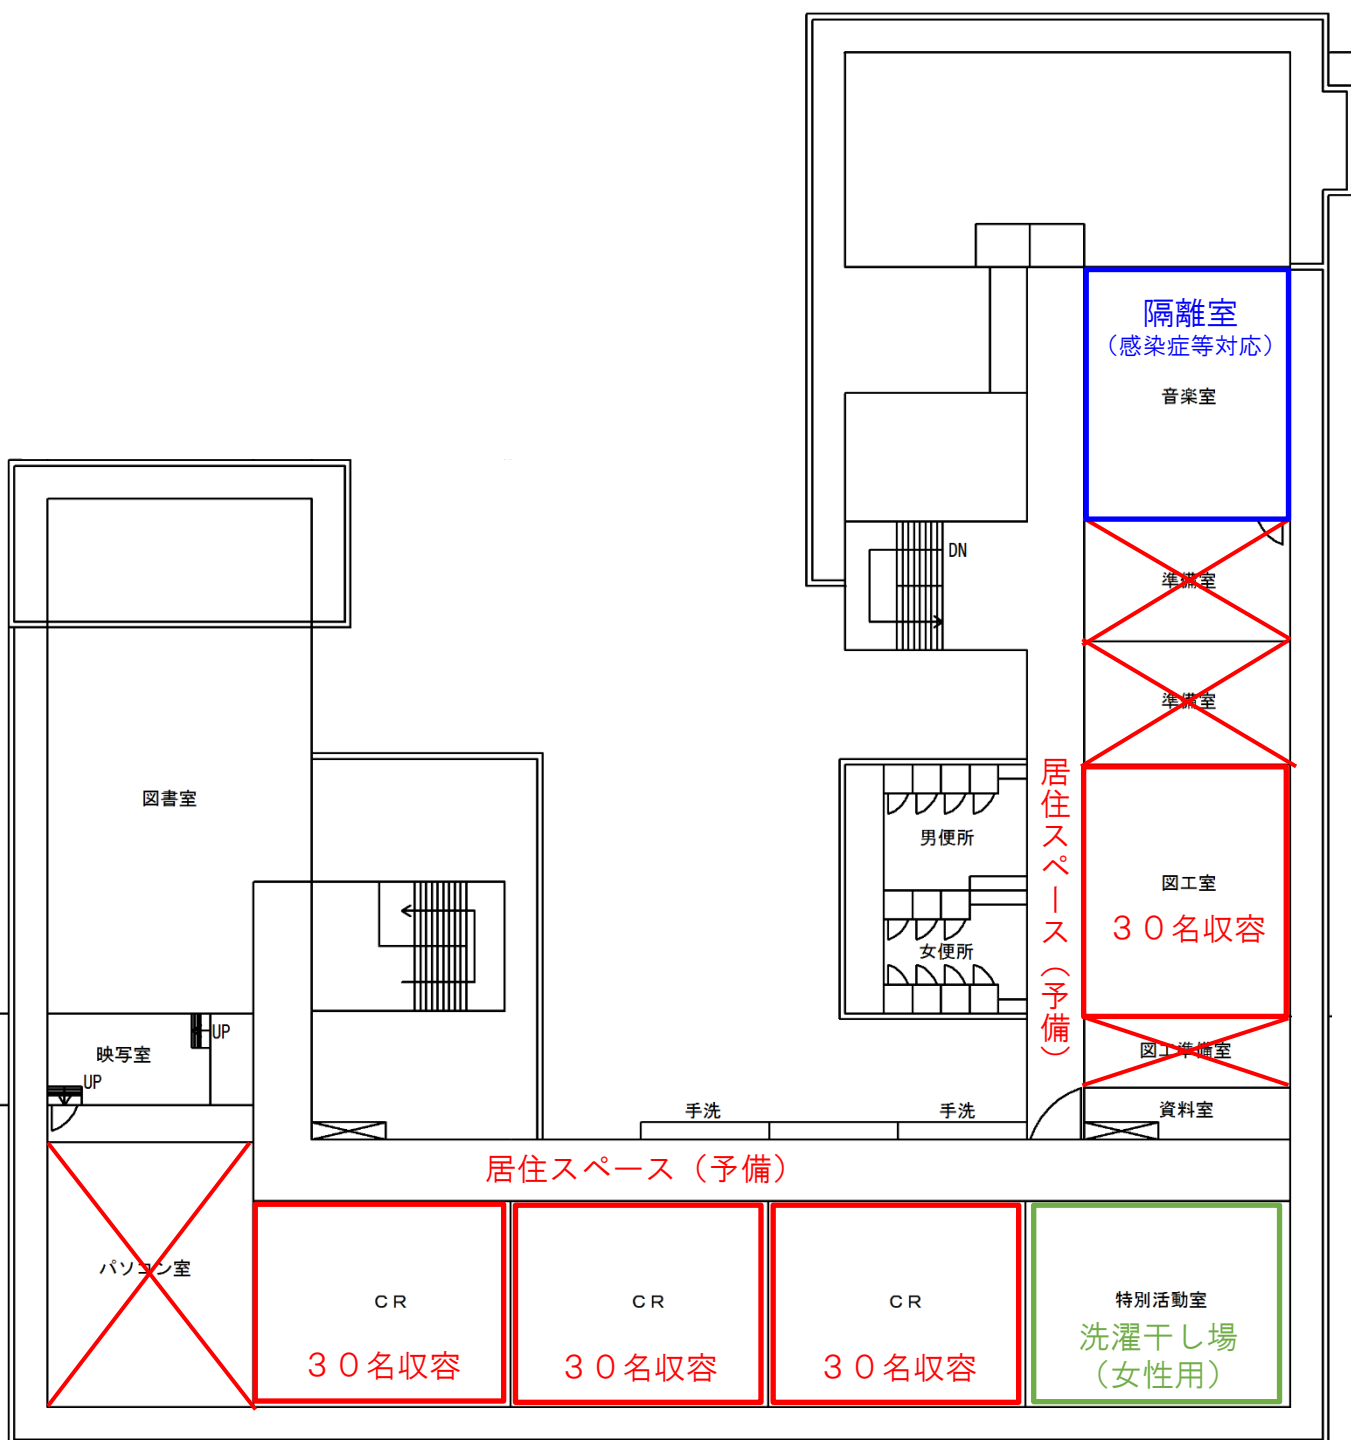 隔離室
（感染症等対応）
音楽室
DN
準備室
準備室
図書室
男便所
女便所
居住スペース（予備）
図工室
３０名収容
映写室
UP
UP
図工準備室
資料室
手洗
手洗
居住スペース（予備）
パソコン室
ＣＲ
３０名収容
ＣＲ
３０名収容
ＣＲ
３０名収容
特別活動室
洗濯干し場
（女性用）